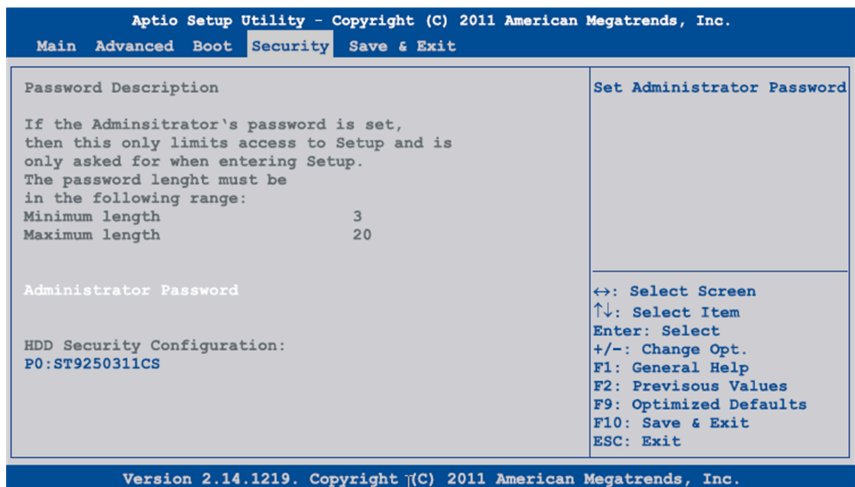 Aptio Setup Utility - Copyright (C) 2011 American Megatrends, Inc.
Main Advanced Boot Security Save & Exit
Password Description
If the Adminsitrator's password is set,
then this only limits access to Setup and is
only asked for when entering Setup.
The password lenght must be
in the following range:
Minimum length 3
Maximum length 20
Administrator Password
HDD Security Configuration:
P0:ST9250311CS
Set Administrator Password
↔: Select Screen
↑↓: Select Item
Enter: Select
+/-: Change Opt.
F1: General Help
F2: Previsous Values
F9: Optimized Defaults
F10: Save & Exit
ESC: Exit
Version 2.14.1219. Copyright (C) 2011 American Megatrends, Inc.